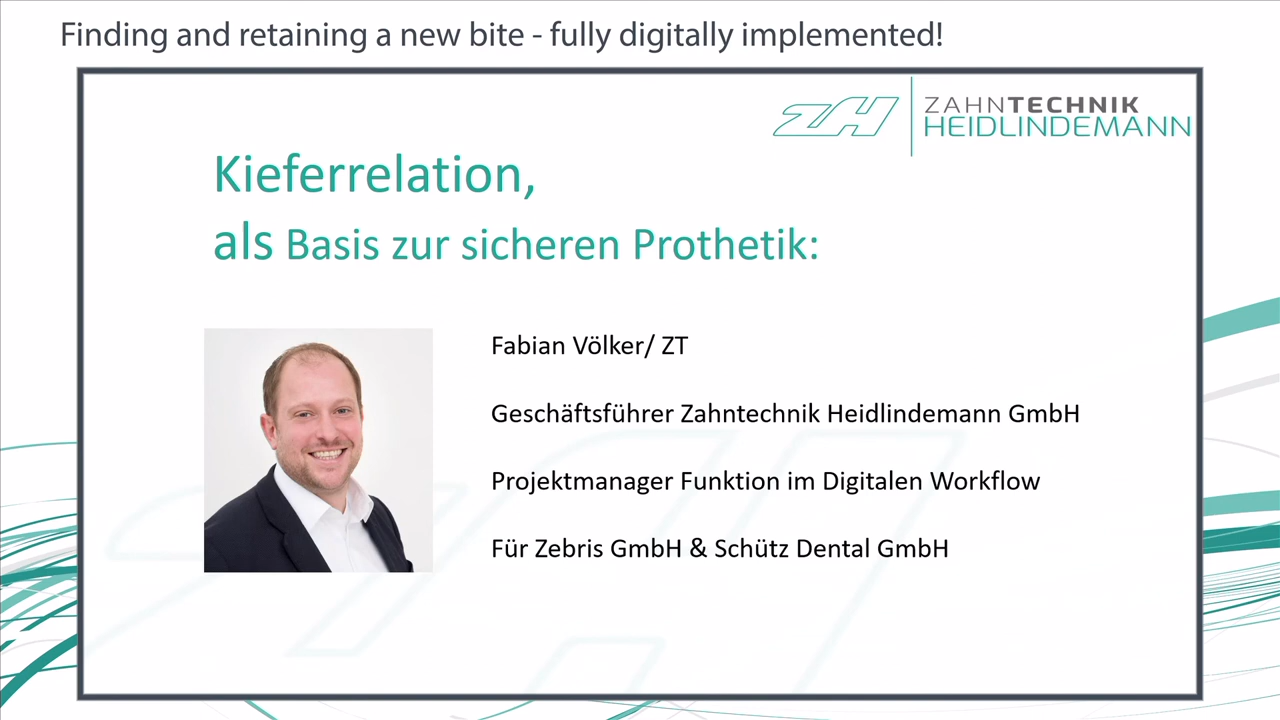 Finding and retaining a new bite - fully digitally implemented!
ZH
ZAHNTECHNIK
HEIDLINDEMANN
Kieferrelation,
als Basis zur sicheren Prothetik:
Fabian Völker/ ZT
Geschäftsführer Zahntechnik Heidlindemann GmbH
Projektmanager Funktion im Digitalen Workflow
Für Zebris GmbH & Schütz Dental GmbH